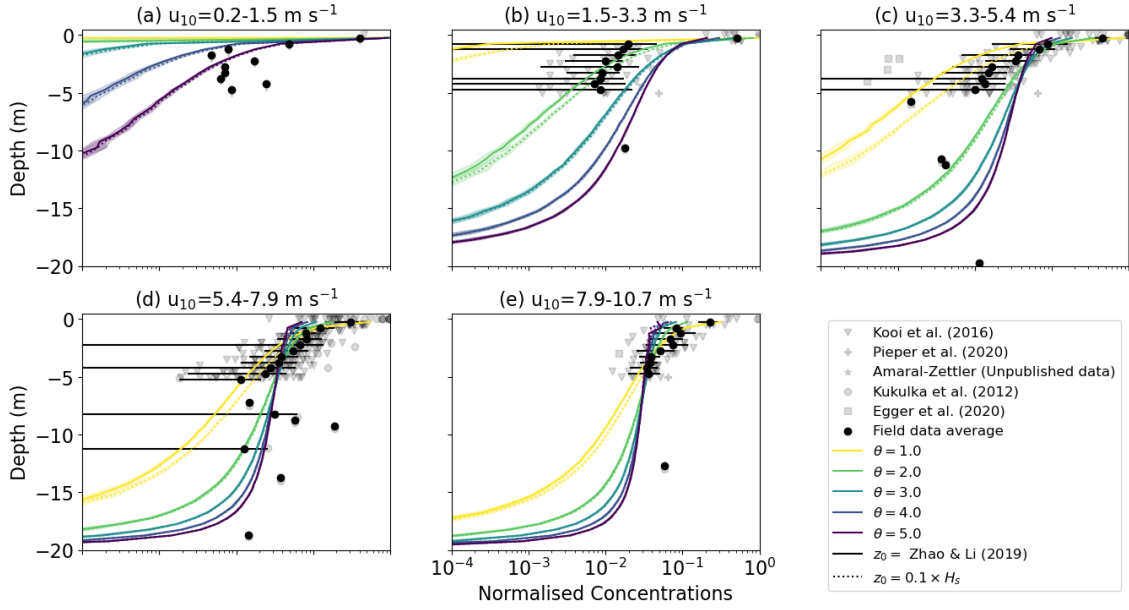 (a) u₁₀=0.2-1.5 m s⁻¹
(b) u₁₀=1.5-3.3 m s⁻¹
(c) u₁₀=3.3-5.4 m s⁻¹
Depth (m)
0
−5
−10
−15
−20
(d) u₁₀=5.4-7.9 m s⁻¹
(e) u₁₀=7.9-10.7 m s⁻¹
Depth (m)
0
−5
−10
−15
−20
10⁻⁴
10⁻³
10⁻²
10⁻¹
10⁰
Normalised Concentrations
Kooi et al. (2016)
Pieper et al. (2020)
Amaral-Zettler (Unpublished data)
Kukulka et al. (2012)
Egger et al. (2020)
Field data average
θ = 1.0
θ = 2.0
θ = 3.0
θ = 4.0
θ = 5.0
z₀ = Zhao & Li (2019)
z₀ = 0.1 × Hₛ